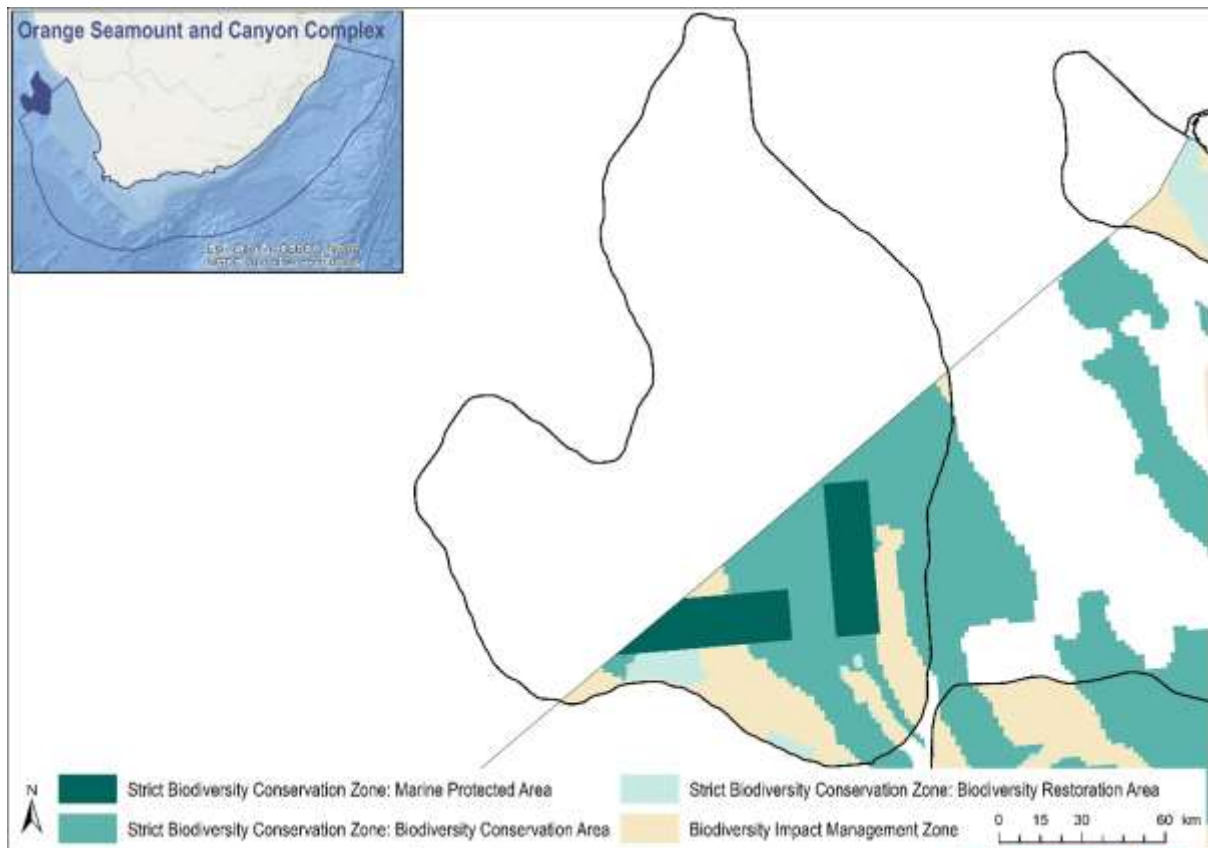 Orange Seamount and Canyon Complex
N
Strict Biodiversity Conservation Zone: Marine Protected Area
Strict Biodiversity Conservation Zone: Biodiversity Conservation Area
Strict Biodiversity Conservation Zone: Biodiversity Restoration Area
Biodiversity Impact Management Zone
0 15 30 60 km